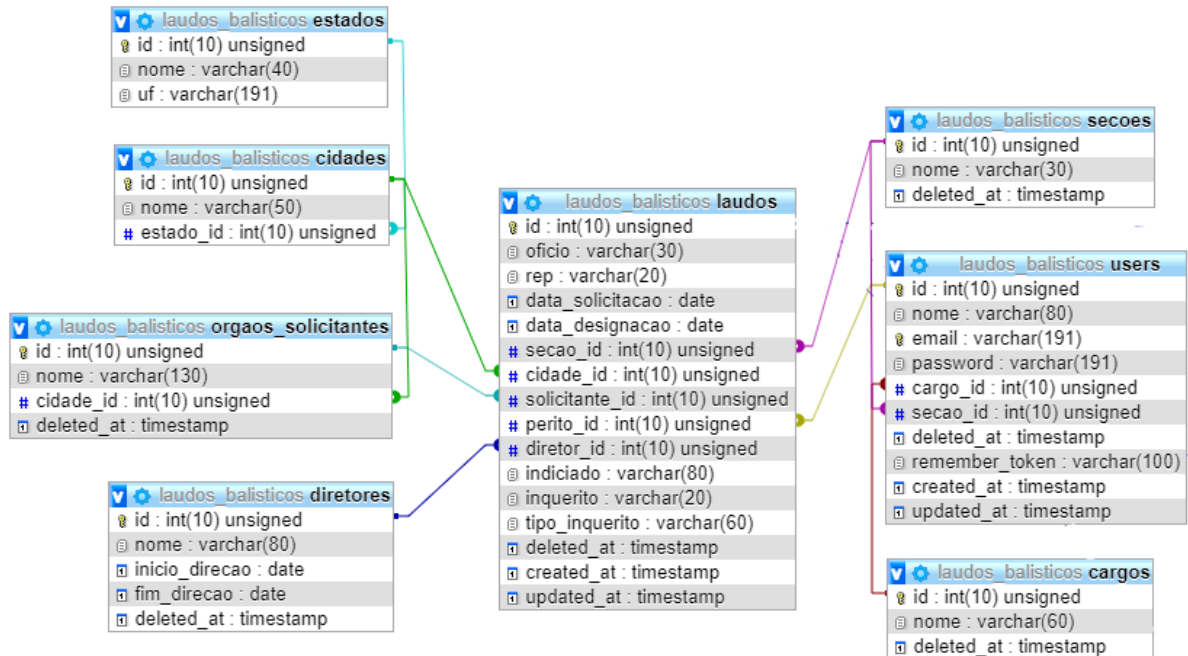 laudos_balisticos estados
id : int(10) unsigned
nome : varchar(40)
uf : varchar(191)
laudos_balisticos cidades
id : int(10) unsigned
nome : varchar(50)
estado_id : int(10) unsigned
laudos_balisticos orgaos_solicitantes
id : int(10) unsigned
nome : varchar(130)
cidade_id : int(10) unsigned
deleted_at : timestamp
laudos_balisticos diretores
id : int(10) unsigned
nome : varchar(80)
inicio_direcao : date
fim_direcao : date
deleted_at : timestamp
laudos_balisticos laudos
id : int(10) unsigned
oficio : varchar(30)
rep : varchar(20)
data_solicitacao : date
data_designacao : date
secao_id : int(10) unsigned
cidade_id : int(10) unsigned
solicitante_id : int(10) unsigned
perito_id : int(10) unsigned
diretor_id : int(10) unsigned
indiciado : varchar(80)
inquerito : varchar(20)
tipo_inquerito : varchar(60)
deleted_at : timestamp
created_at : timestamp
updated_at : timestamp
laudos_balisticos secoes
id : int(10) unsigned
nome : varchar(30)
deleted_at : timestamp
laudos_balisticos users
id : int(10) unsigned
nome : varchar(80)
email : varchar(191)
password : varchar(191)
cargo_id : int(10) unsigned
secao_id : int(10) unsigned
deleted_at : timestamp
remember_token : varchar(100)
created_at : timestamp
updated_at : timestamp
laudos_balisticos cargos
id : int(10) unsigned
nome : varchar(60)
deleted_at : timestamp